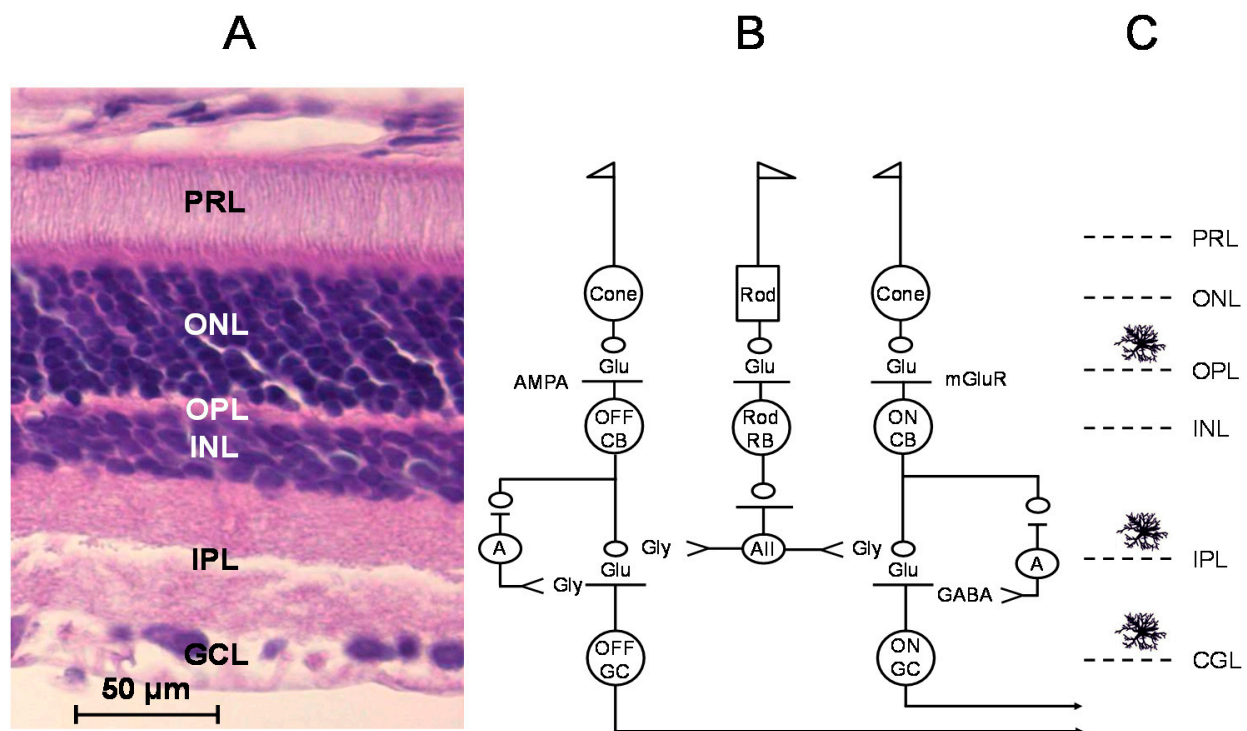 A
B
C
PRL
ONL
OPL
INL
IPL
GCL
50 µm
Cone
Rod
Cone
Glu
Glu
Glu
AMPA
mGluR
OFF
CB
Rod
RB
ON
CB
A
Gly
Glu
Gly
AII
Gly
Glu
GABA
A
OFF
GC
ON
GC
PRL
ONL
OPL
INL
IPL
CGL